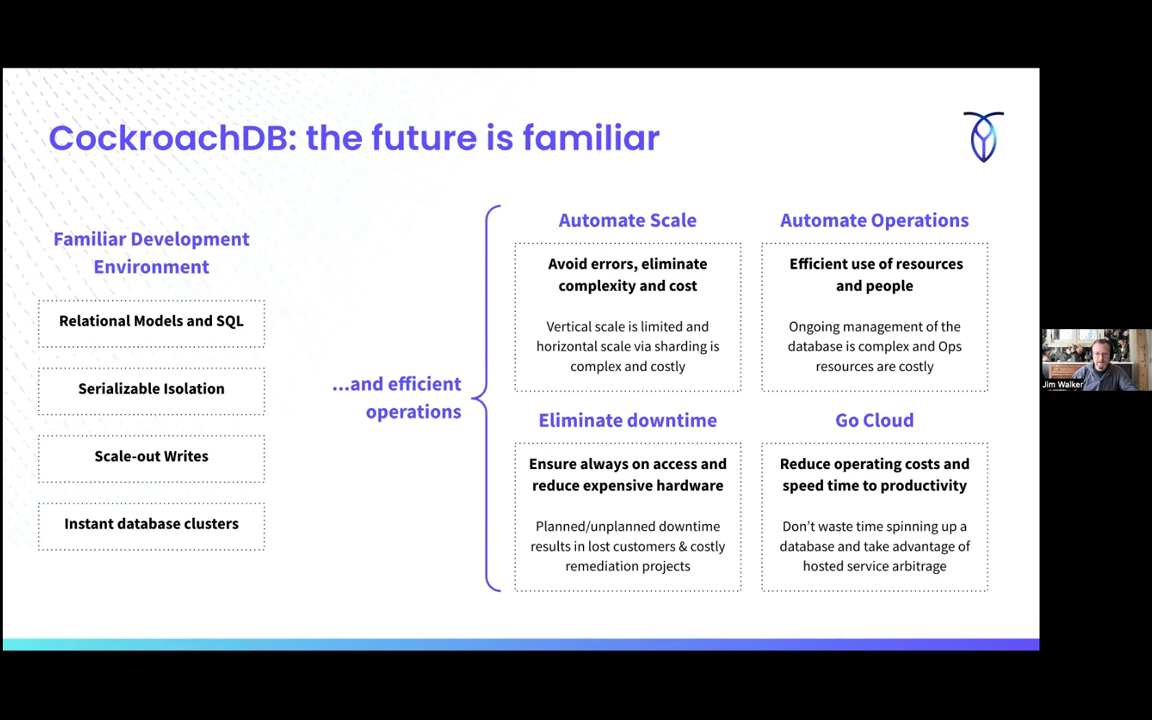 CockroachDB: the future is familiar
Familiar Development
Environment
Relational Models and SQL
Serializable Isolation
Scale-out Writes
Instant database clusters
...and efficient
operations
Automate Scale
Avoid errors, eliminate
complexity and cost
Vertical scale is limited and
horizontal scale via sharding is
complex and costly
Automate Operations
Efficient use of resources
and people
Ongoing management of the
database is complex and Ops
resources are costly
Eliminate downtime
Ensure always on access and
reduce expensive hardware
Planned/unplanned downtime
results in lost customers & costly
remediation projects
Go Cloud
Reduce operating costs and
speed time to productivity
Don’t waste time spinning up a
database and take advantage of
hosted service arbitrage
Jim Walker